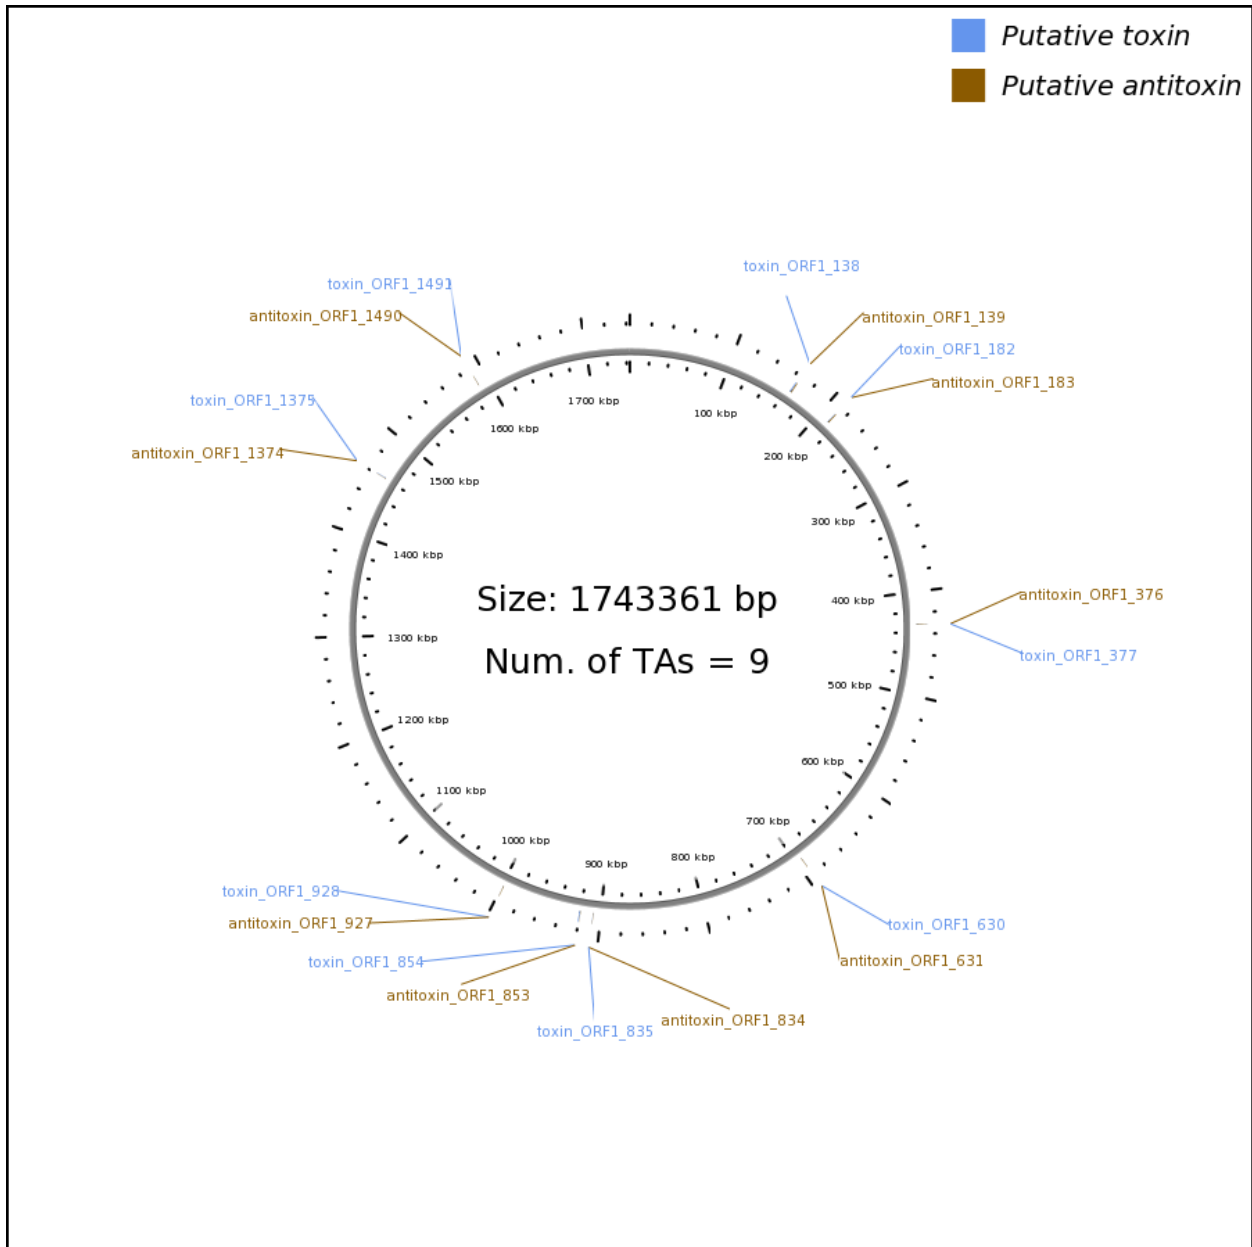 Putative toxin
Putative antitoxin
toxin_ORF1_138
toxin_ORF1_1491
antitoxin_ORF1_1490
antitoxin_ORF1_139
toxin_ORF1_182
antitoxin_ORF1_183
toxin_ORF1_1375
antitoxin_ORF1_1374
1700 kbp
100 kbp
1600 kbp
200 kbp
1500 kbp
300 kbp
1400 kbp
400 kbp
antitoxin_ORF1_376
Size: 1743361 bp
1300 kbp
toxin_ORF1_377
Num. of TAs = 9
500 kbp
1200 kbp
600 kbp
1100 kbp
700 kbp
1000 kbp
900 kbp
800 kbp
toxin_ORF1_928
antitoxin_ORF1_927
toxin_ORF1_630
toxin_ORF1_854
antitoxin_ORF1_631
antitoxin_ORF1_853
antitoxin_ORF1_834
toxin_ORF1_835